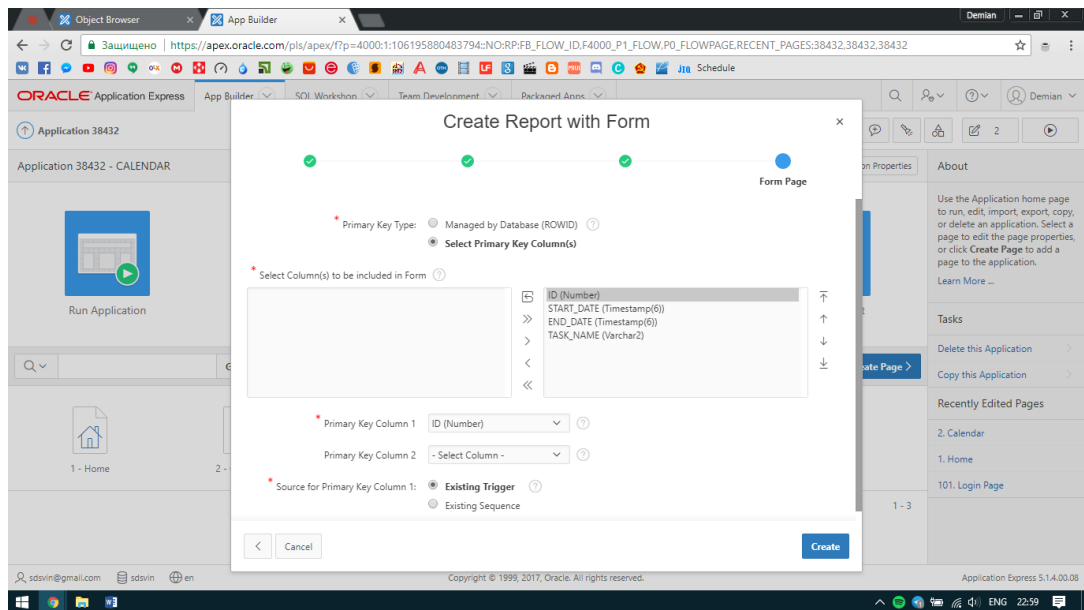 Object Browser
App Builder
Demian
Защищено | https://apex.oracle.com/pls/apex/f?p=4000:1:106195880483794::NO:RP:FB_FLOW_ID,F4000_P1_FLOW,P0_FLOWPAGE,RECENT_PAGES:38432,38432,38432
Schedule
ORACLE Application Express App Builder SQL Workshop Team Development Packaged Apps Demian
Application 38432
2
Create Report with Form
Application 38432 - CALENDAR
on Properties
About
Form Page
Use the Application home page
to run, edit, import, export, copy,
or delete an application. Select a
page to edit the page properties,
or click Create Page to add a
page to the application.
Learn More ...
* Primary Key Type: Managed by Database (ROWID)
Select Primary Key Column(s)
* Select Column(s) to be included in Form
ID (Number)
START_DATE (Timestamp(6))
END_DATE (Timestamp(6))
TASK_NAME (Varchar2)
Run Application
Tasks
Delete this Application
Copy this Application
ate Page >
Recently Edited Pages
2. Calendar
1. Home
101. Login Page
* Primary Key Column 1 ID (Number)
Primary Key Column 2 - Select Column -
* Source for Primary Key Column 1: Existing Trigger
Existing Sequence
1 - Home
2 -
1 - 3
Cancel
Create
sdsvin@gmail.com sdsvin en
Copyright © 1999, 2017, Oracle. All rights reserved.
Application Express 5.1.4.00.08
ENG 22:59